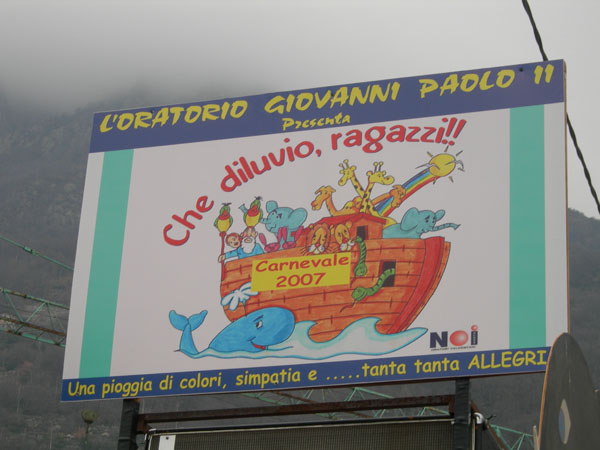 L'ORATORIO GIOVANNI PAOLO II
Presenta
Che diluvio, ragazzi!!
Carnevale
2007
NOI
Una pioggia di colori, simpatia e .....tanta tanta ALLEGRI